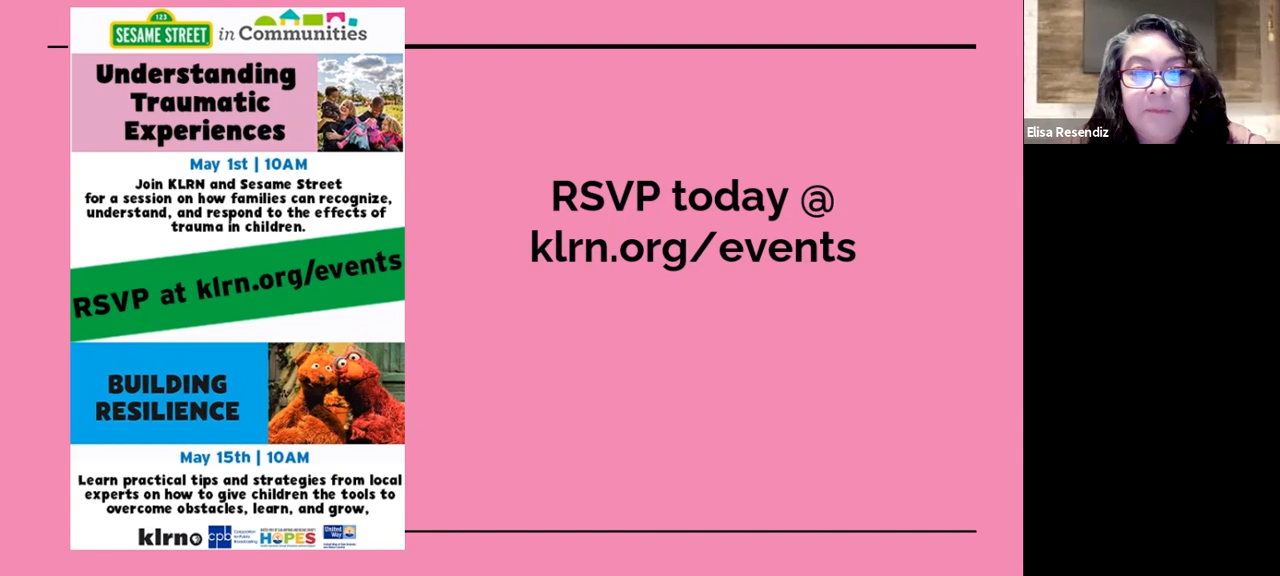 123
SESAME STREET
in Communities
Understanding
Traumatic
Experiences
May 1st | 10AM
Join KLRN and Sesame Street
for a session on how families can recognize,
understand, and respond to the effects of
trauma in children.
RSVP at klrn.org/events
BUILDING
RESILIENCE
May 15th | 10AM
Learn practical tips and strategies from local
experts on how to give children the tools to
overcome obstacles, learn, and grow,
klrn
cpb
HOPES
United
Way
RSVP today @
klrn.org/events
Elisa Resendiz